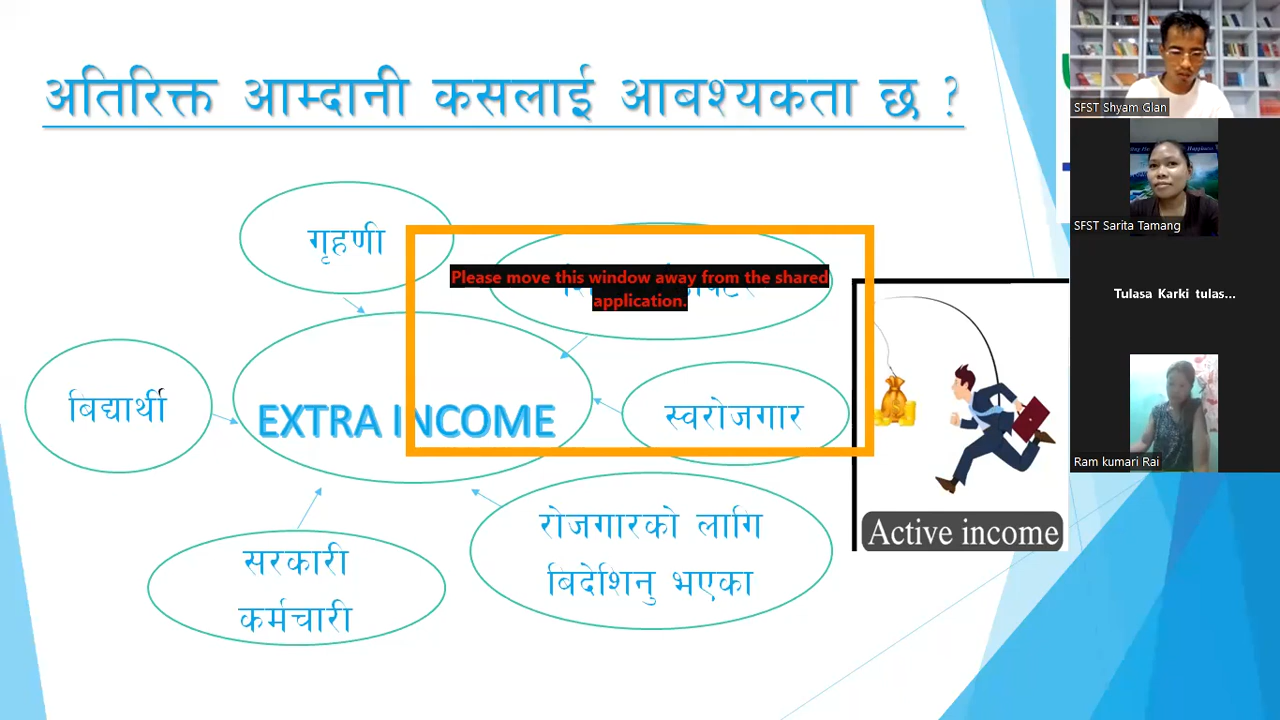 अतिरिक्त आम्दानी कसलाई आबश्यकता छ ?
गृहणी
Please move this window away from the shared
application.
बिद्यार्थी
EXTRA INCOME
स्वरोजगार
सरकारी
कर्मचारी
रोजगारको लागि
बिदेशिनु भएका
Active income
SFST Shyam Glan
SFST Sarita Tamang
Tulasa Karki tulas...
Ram kumari Rai